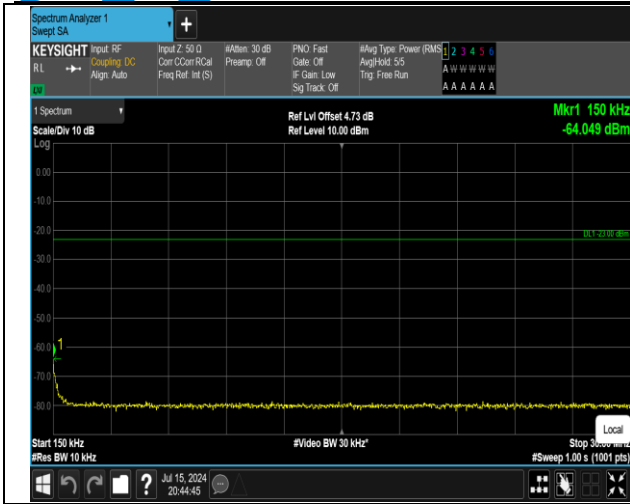 Spectrum Analyzer 1
Swept SA
+
KEYSIGHT
RL
Input: RF
Coupling: DC
Align: Auto
Input Z: 50 Ω
Corr CCorr RCal
Freq Ref: Int (S)
#Atten: 30 dB
Preamp: Off
PNO: Fast
Gate: Off
IF Gain: Low
Sig Track: Off
#Avg Type: Power (RMS
Avg|Hold: 5/5
Trig: Free Run
1 2 3 4 5 6
A W W W W W
A A A A A A
1 Spectrum
Scale/Div 10 dB
Log
Ref Lvl Offset 4.73 dB
Ref Level 10.00 dBm
Mkr1 150 kHz
-64.049 dBm
0.00
-10.0
-20.0
DL1 -23.00 dBm
-30.0
-40.0
-50.0
-60.0
1
-70.0
-80.0
Local
Start 150 kHz
#Res BW 10 kHz
#Video BW 30 kHz*
Stop
#Sweep 1.00 s (1001 pts)
?
Jul 15, 2024
20:44:45